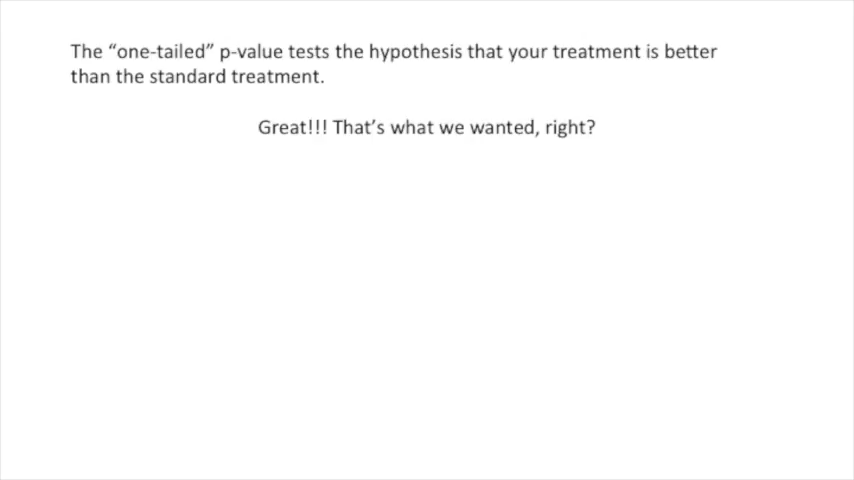 The “one-tailed” p-value tests the hypothesis that your treatment is better
than the standard treatment.
Great!!! That’s what we wanted, right?